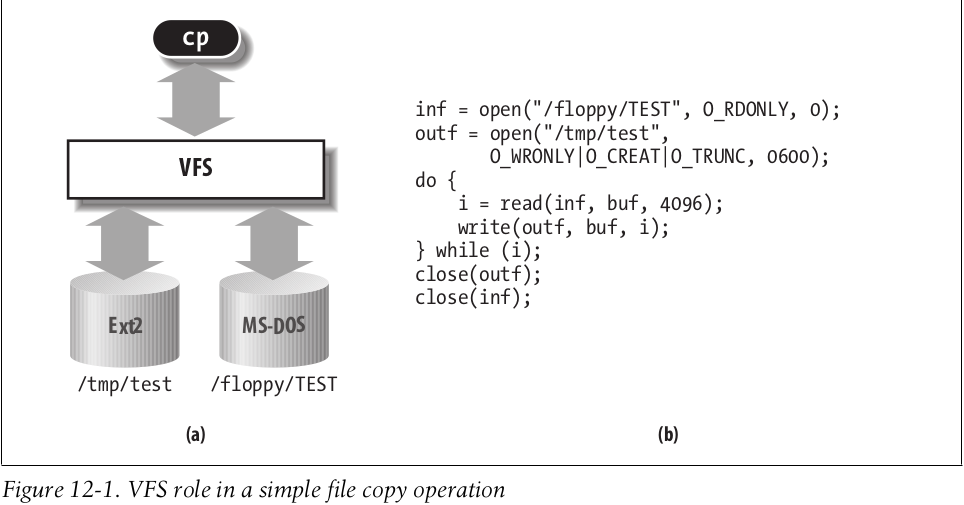 cp
VFS
Ext2
MS-DOS
/tmp/test
/floppy/TEST
(a)
inf = open("/floppy/TEST", O_RDONLY, 0);
outf = open("/tmp/test",
O_WRONLY|O_CREAT|O_TRUNC, 0600);
do {
i = read(inf, buf, 4096);
write(outf, buf, i);
} while (i);
close(outf);
close(inf);
(b)
Figure 12-1. VFS role in a simple file copy operation